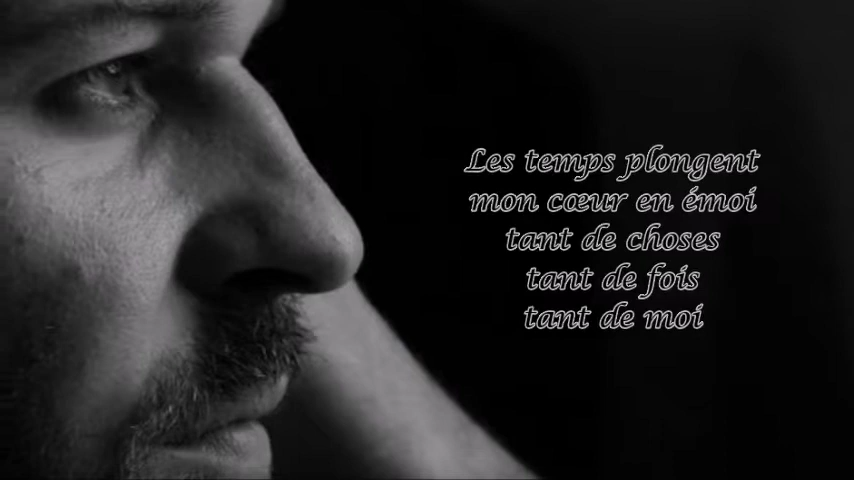 Les temps plongent
mon cœur en émoi
tant de choses
tant de fois
tant de moi